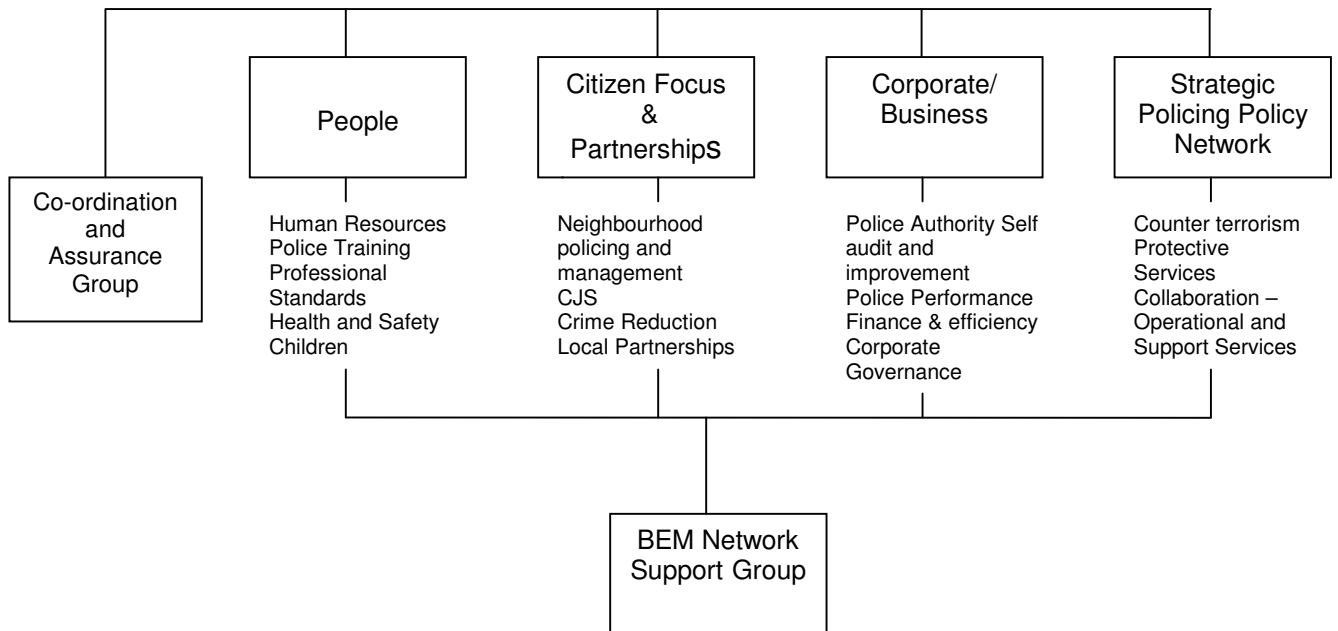 People
Citizen Focus
&
Partnerships
Corporate/
Business
Strategic
Policing Policy
Network
Co-ordination
and
Assurance
Group
Human Resources
Police Training
Professional
Standards
Health and Safety
Children
Neighbourhood
policing and
management
CJS
Crime Reduction
Local Partnerships
Police Authority Self
audit and
improvement
Police Performance
Finance & efficiency
Corporate
Governance
Counter terrorism
Protective
Services
Collaboration –
Operational and
Support Services
BEM Network
Support Group